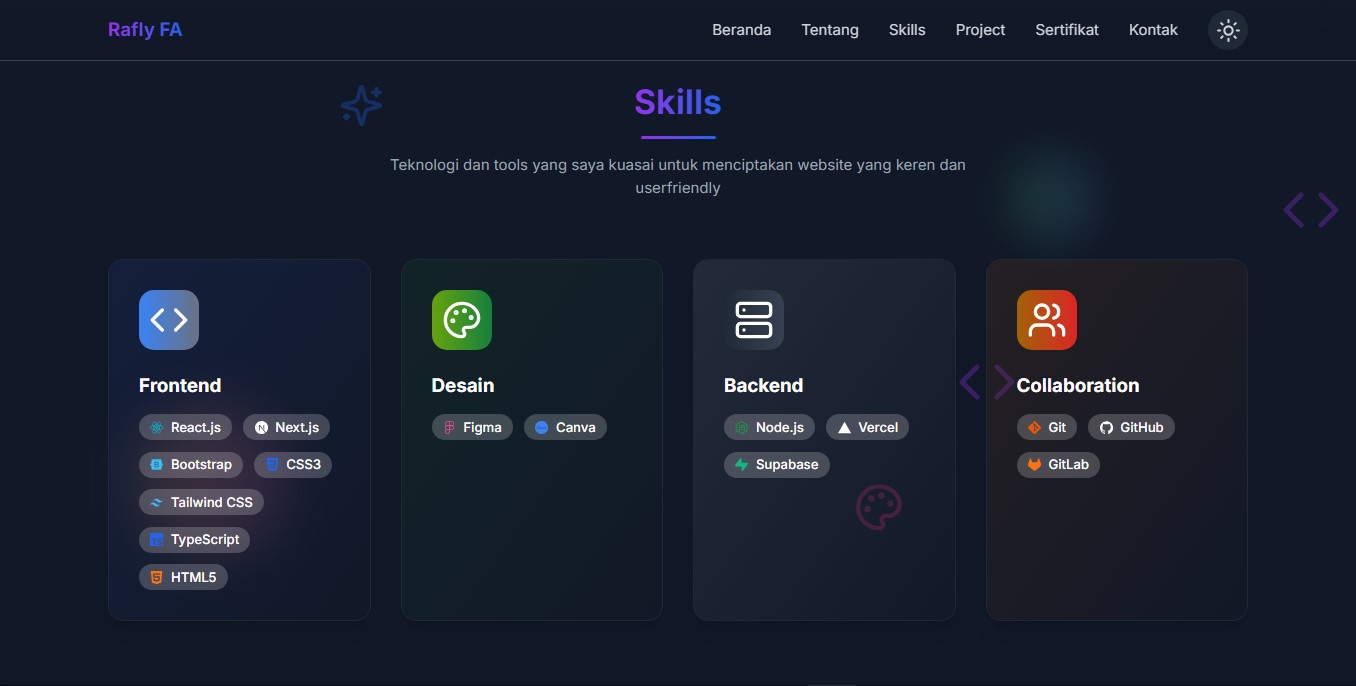 Rafly FA
Beranda Tentang Skills Project Sertifikat Kontak
Skills
Teknologi dan tools yang saya kuasai untuk menciptakan website yang keren dan
userfriendly
Frontend
React.js Next.js
Bootstrap CSS3
Tailwind CSS
TypeScript
HTML5
Desain
Figma Canva
Backend
Node.js Vercel
Supabase
Collaboration
Git GitHub
GitLab